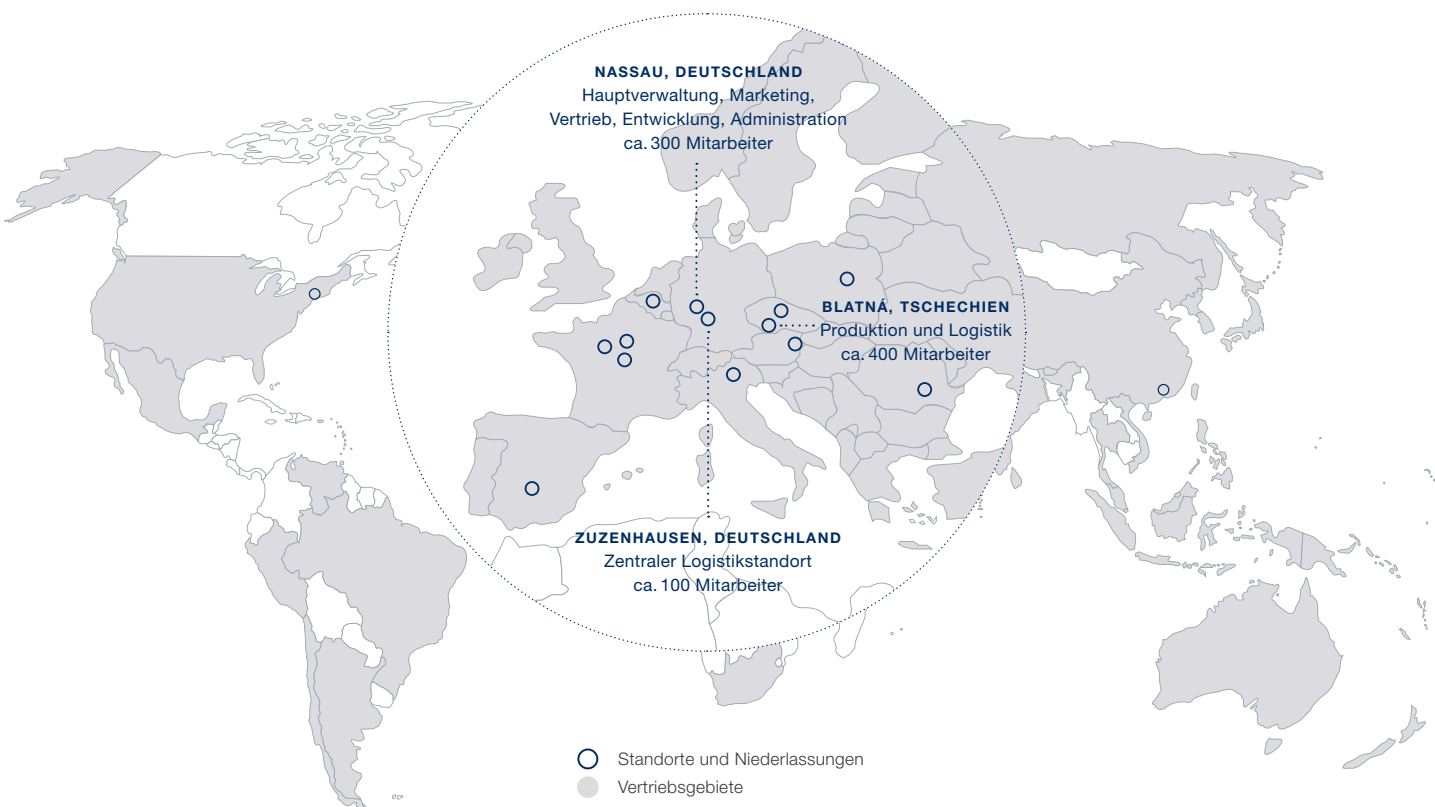 NASSAU, DEUTSCHLAND
Hauptverwaltung, Marketing,
Vertrieb, Entwicklung, Administration
ca. 300 Mitarbeiter
BLATNÁ, TSCHECHIEN
Produktion und Logistik
ca. 400 Mitarbeiter
ZUZENHAUSEN, DEUTSCHLAND
Zentraler Logistikstandort
ca. 100 Mitarbeiter
Standorte und Niederlassungen
Vertriebsgebiete